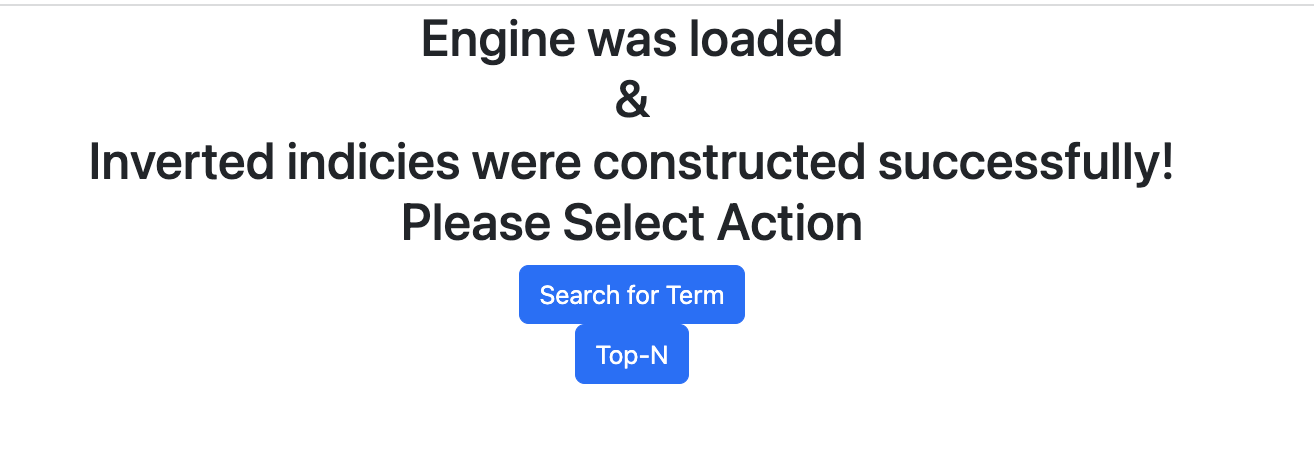 Engine was loaded
&
Inverted indicies were constructed successfully!
Please Select Action
Search for Term
Top-N